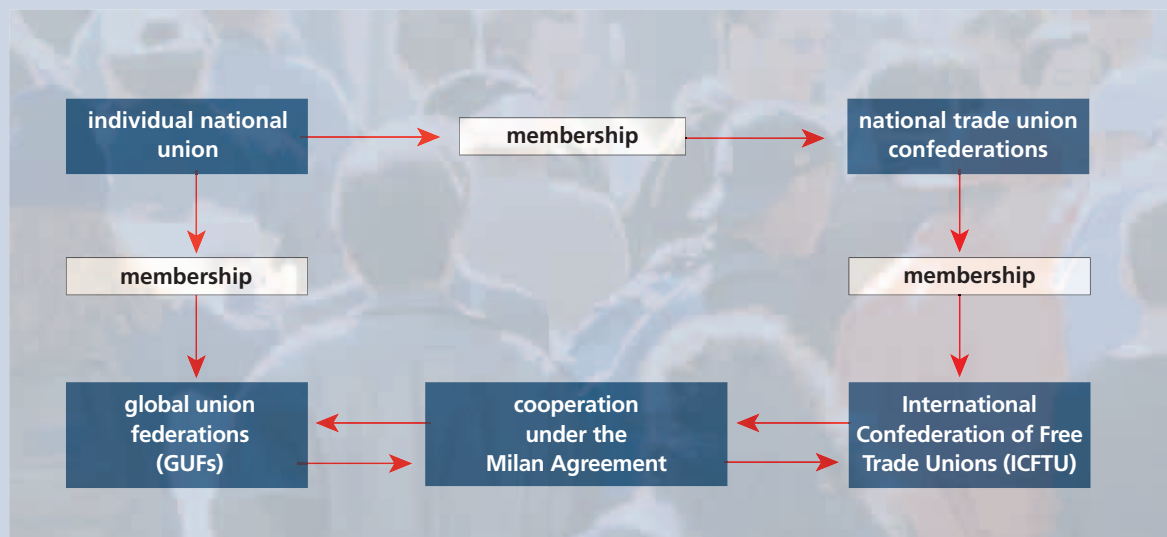 individual national
union
membership
national trade union
confederations
membership
membership
global union
federations
(GUFs)
cooperation
under the
Milan Agreement
International
Confederation of Free
Trade Unions (ICFTU)